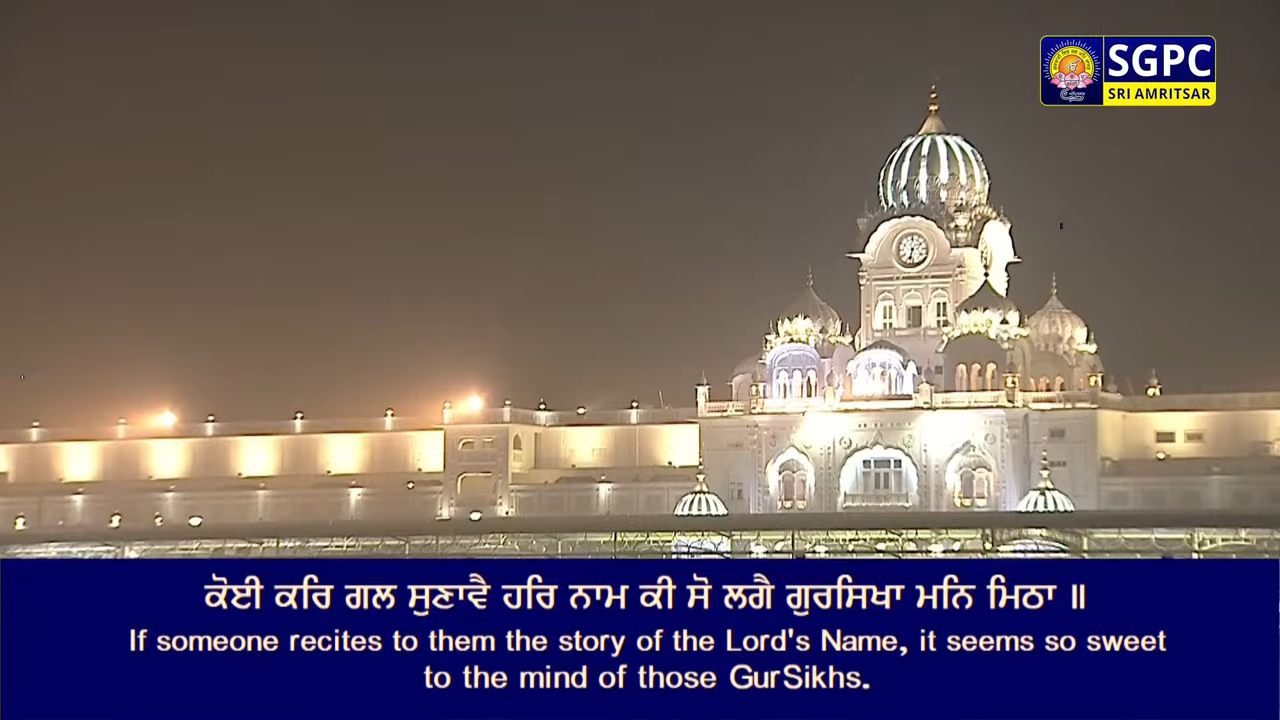 SGPC
SRI AMRITSAR
ਕੋਈ ਕਰਿ ਗਲ ਸੁਣਾਵੈ ਹਰਿ ਨਾਮ ਕੀ ਸੋ ਲਗੈ ਗੁਰਸਿਖਾ ਮਨਿ ਮਿਠਾ ॥
If someone recites to them the story of the Lord's Name, it seems so sweet
to the mind of those GurSikhs.